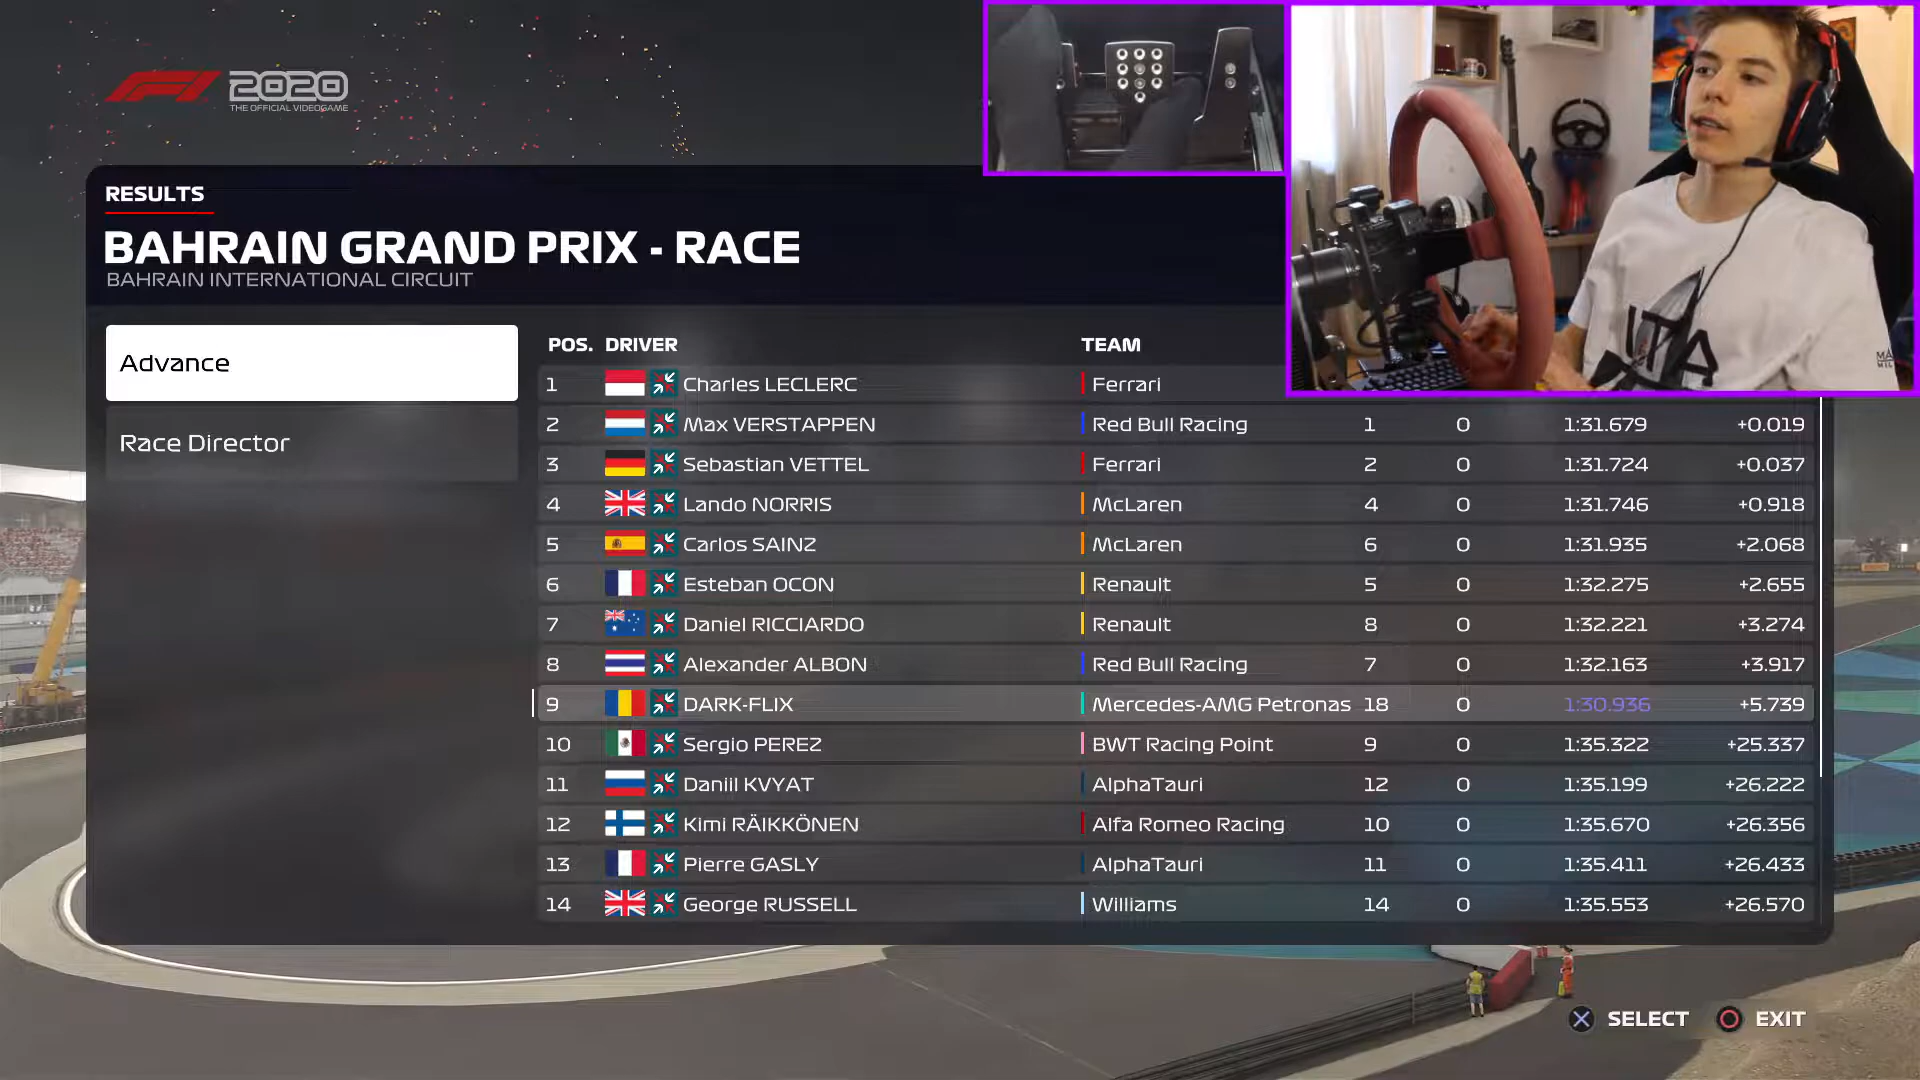 F1 2020
THE OFFICIAL VIDEOGAME
RESULTS
BAHRAIN GRAND PRIX - RACE
BAHRAIN INTERNATIONAL CIRCUIT
Advance
Race Director
POS. DRIVER TEAM
1 Charles LECLERC Ferrari
2 Max VERSTAPPEN Red Bull Racing 1 0 1:31.679 +0.019
3 Sebastian VETTEL Ferrari 2 0 1:31.724 +0.037
4 Lando NORRIS McLaren 4 0 1:31.746 +0.918
5 Carlos SAINZ McLaren 6 0 1:31.935 +2.068
6 Esteban OCON Renault 5 0 1:32.275 +2.655
7 Daniel RICCIARDO Renault 8 0 1:32.221 +3.274
8 Alexander ALBON Red Bull Racing 7 0 1:32.163 +3.917
9 DARK-FLIX Mercedes-AMG Petronas 18 0 1:30.936 +5.739
10 Sergio PEREZ BWT Racing Point 9 0 1:35.322 +25.337
11 Daniil KVYAT AlphaTauri 12 0 1:35.199 +26.222
12 Kimi RÄIKKÖNEN Alfa Romeo Racing 10 0 1:35.670 +26.356
13 Pierre GASLY AlphaTauri 11 0 1:35.411 +26.433
14 George RUSSELL Williams 14 0 1:35.553 +26.570
SELECT EXIT